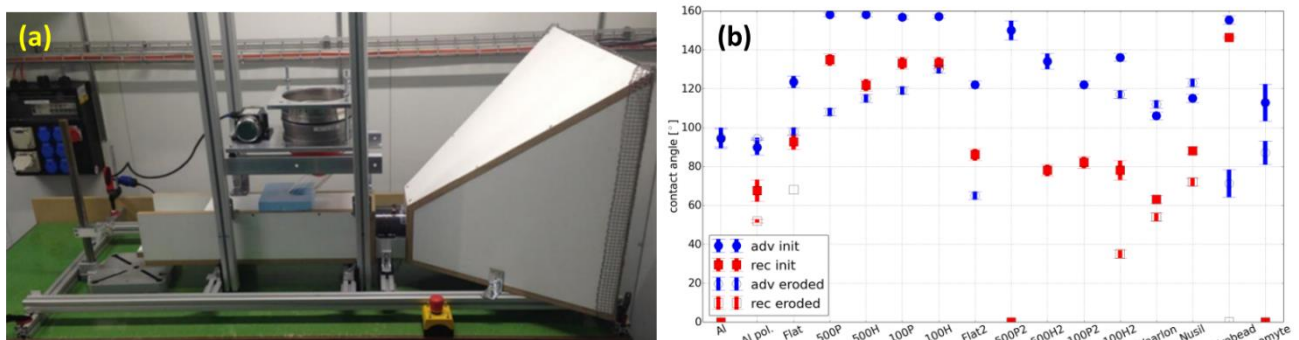 (a)
(b)
160
140
120
100
80
60
40
20
0
contact angle [°]
adv init
rec init
adv eroded
rec eroded
Al
Al pol.
Flat
500P
500H
100P
100H
Flat2
500P2
500H2
100P2
100H2
Nusil